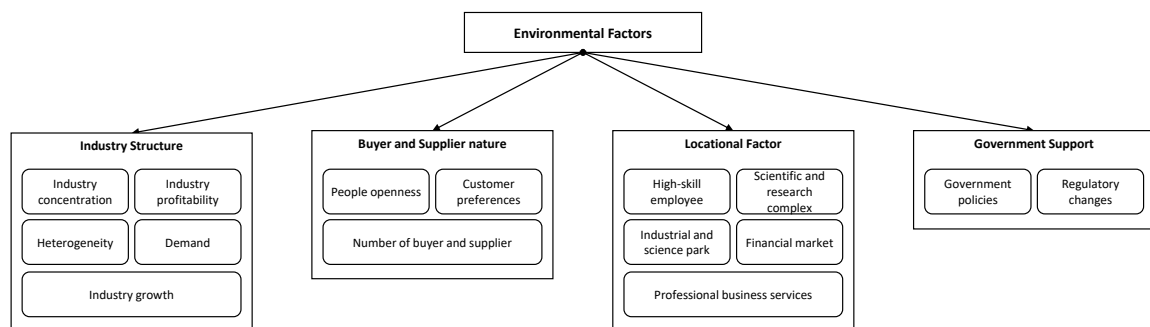 Environmental Factors
Industry Structure
Industry
concentration
Industry
profitability
Heterogeneity
Demand
Industry growth
Buyer and Supplier nature
People openness
Customer
preferences
Number of buyer and supplier
Locational Factor
High-skill
employee
Scientific and
research
complex
Industrial and
science park
Financial market
Professional business services
Government Support
Government
policies
Regulatory
changes